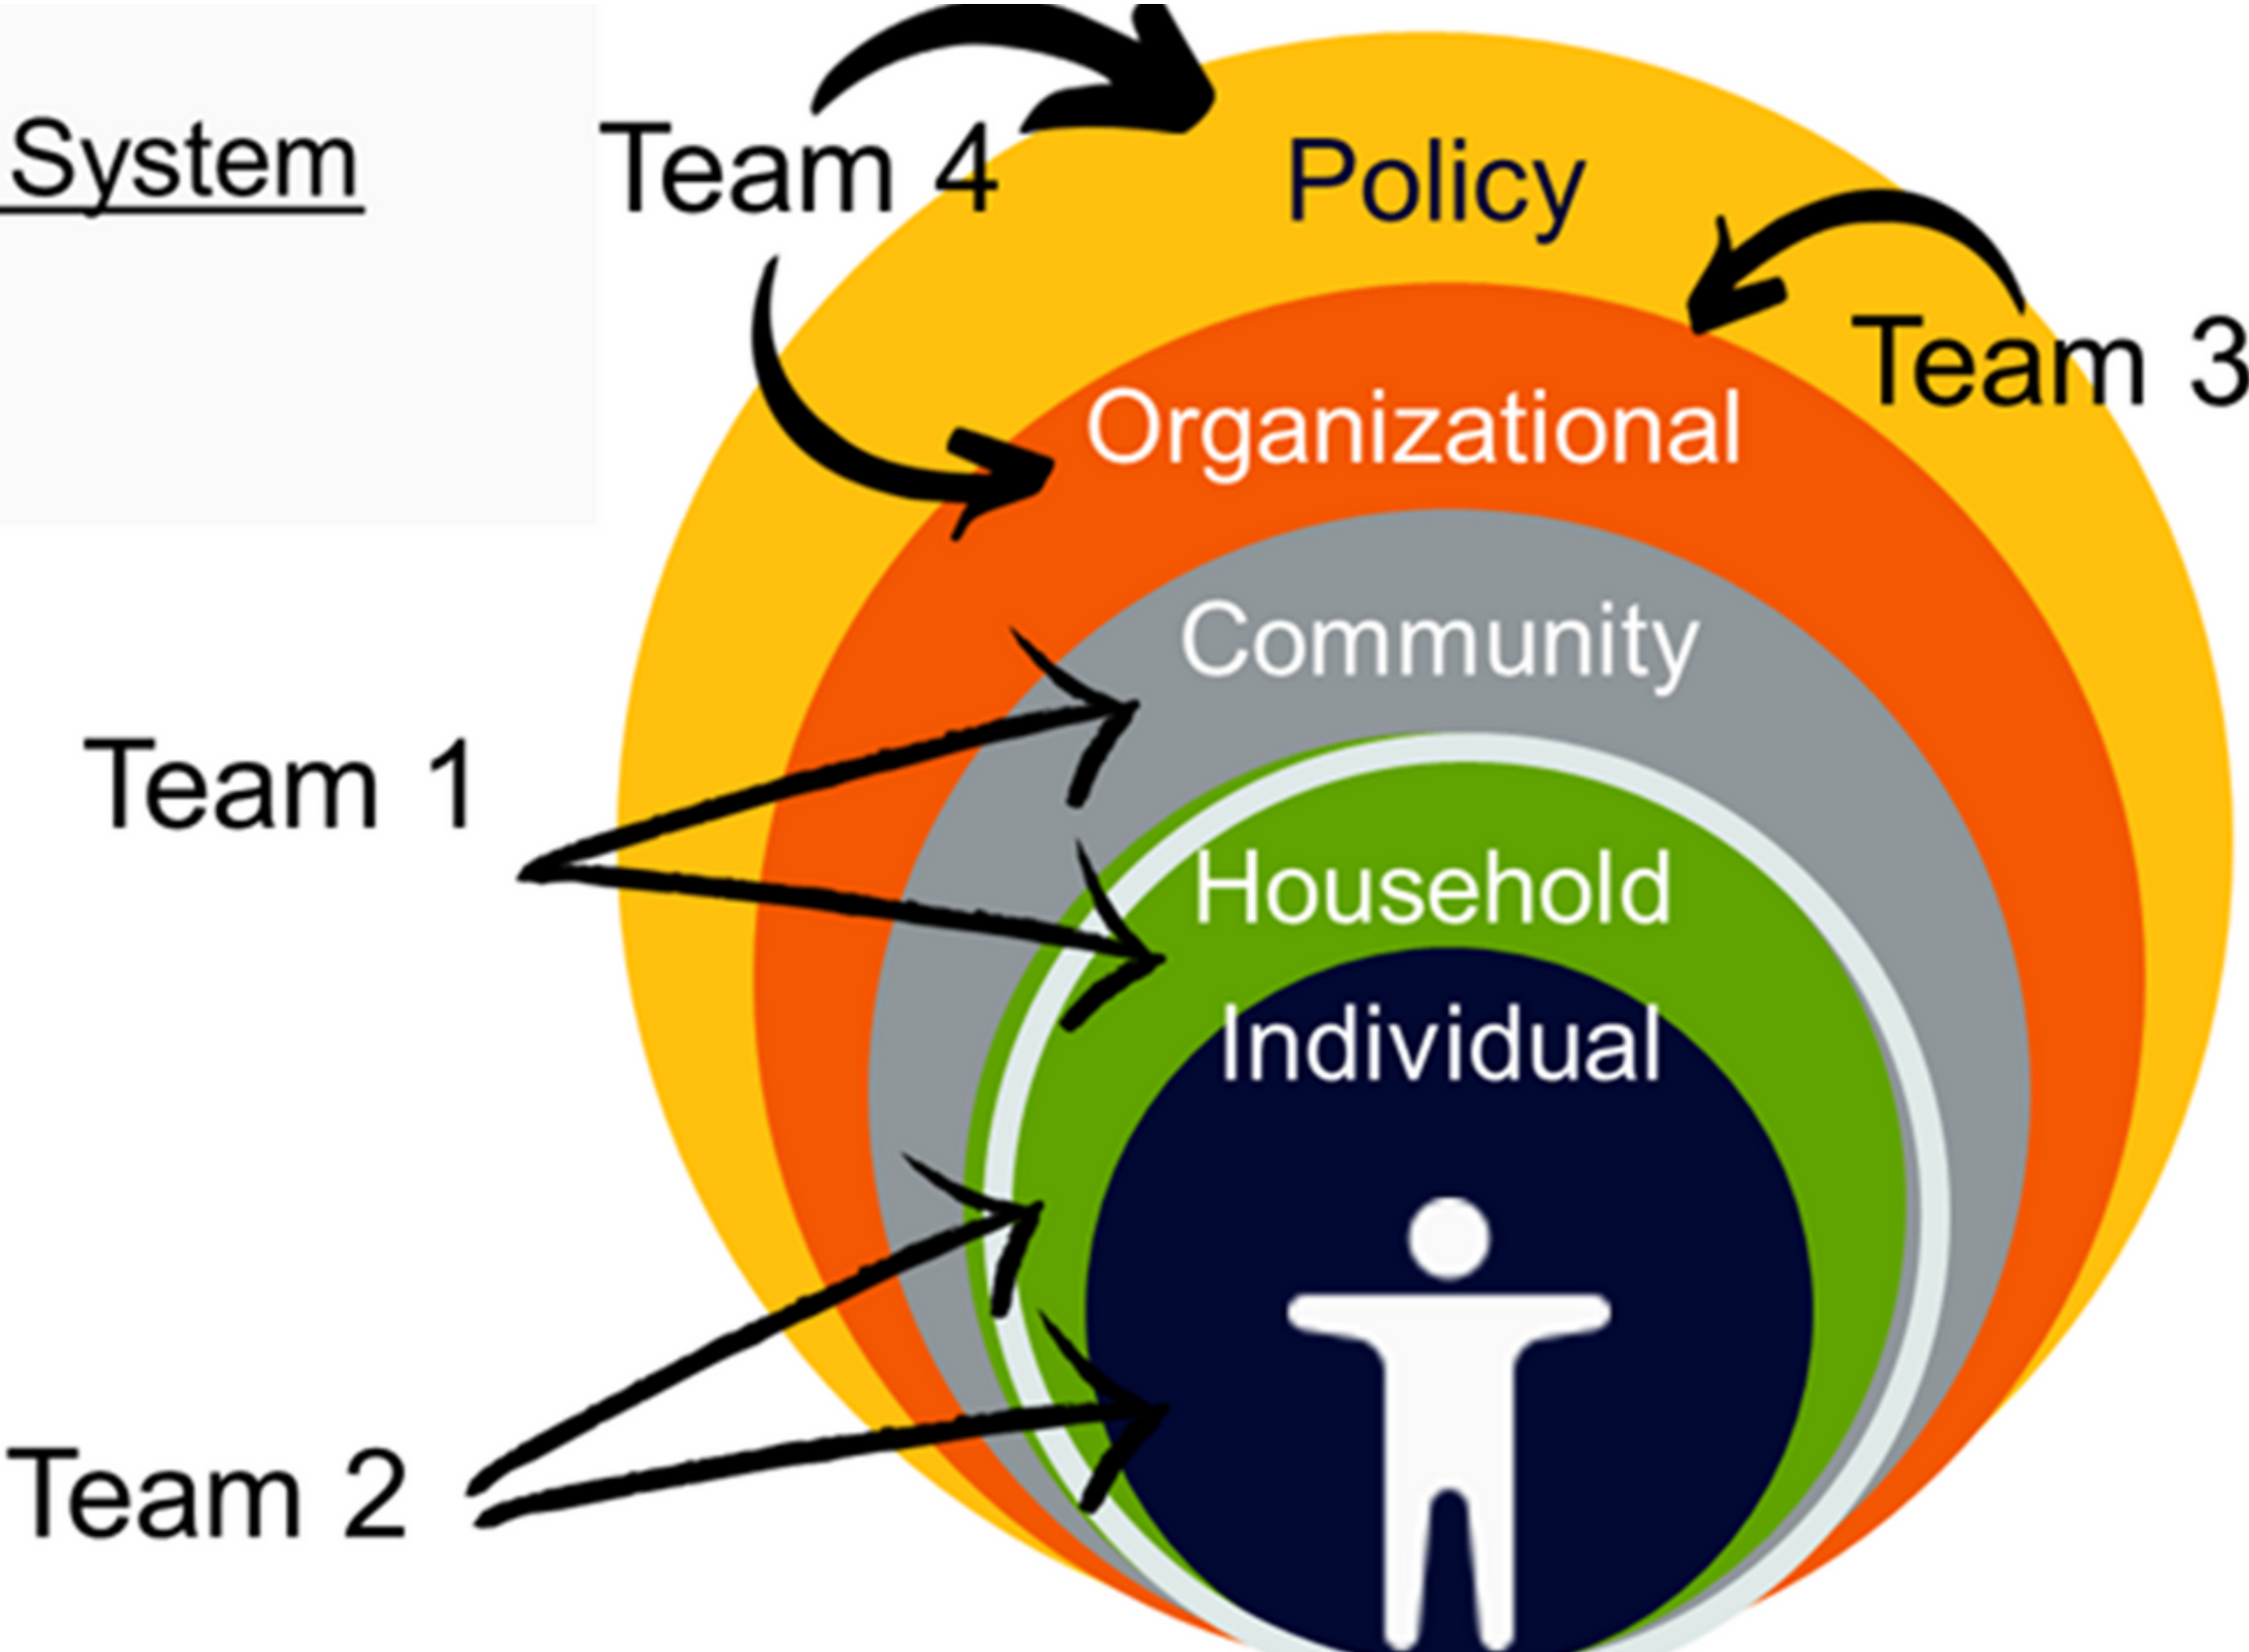 System
Team 4
Policy
Team 3
Organizational
Community
Team 1
Household
Individual
Team 2